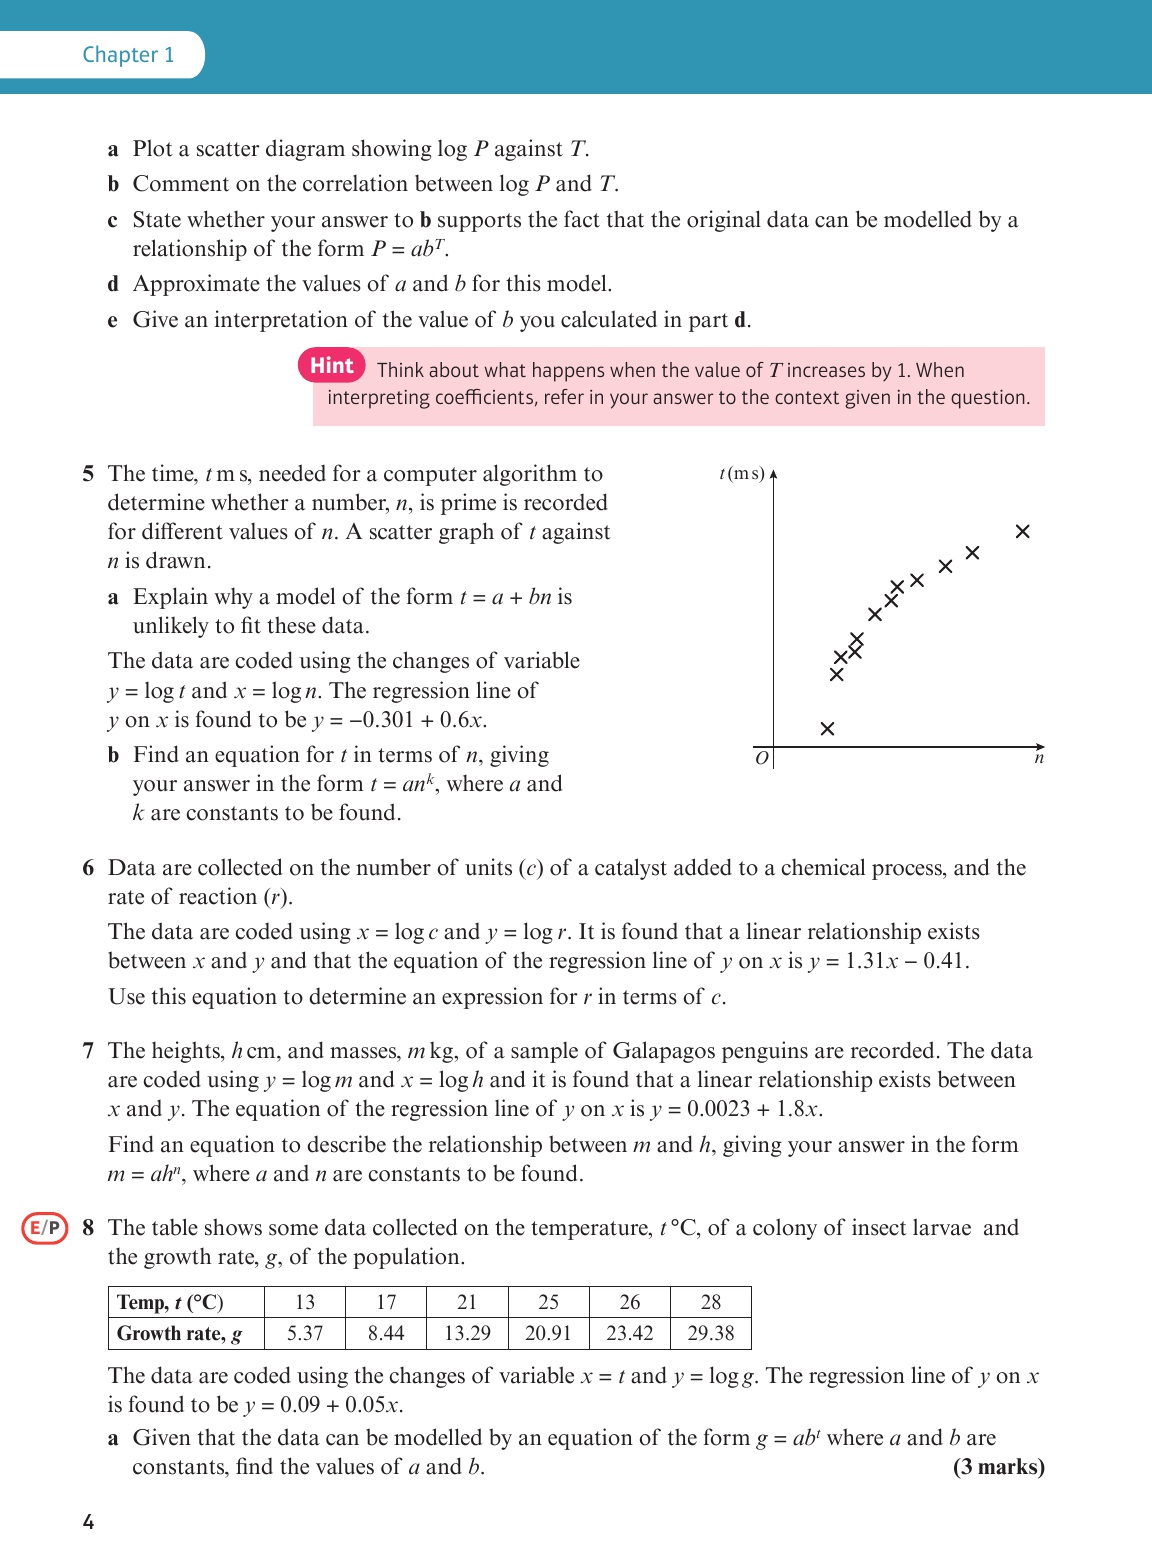 Chapter 1
a Plot a scatter diagram showing log P against T.
b Comment on the correlation between log P and T.
c State whether your answer to b supports the fact that the original data can be modelled by a
relationship of the form P = abᵀ.
d Approximate the values of a and b for this model.
e Give an interpretation of the value of b you calculated in part d.
Hint Think about what happens when the value of T increases by 1. When
interpreting coefficients, refer in your answer to the context given in the question.
5 The time, t m s, needed for a computer algorithm to
determine whether a number, n, is prime is recorded
for different values of n. A scatter graph of t against
n is drawn.
a Explain why a model of the form t = a + bn is
unlikely to fit these data.
The data are coded using the changes of variable
y = log t and x = log n. The regression line of
y on x is found to be y = −0.301 + 0.6x.
b Find an equation for t in terms of n, giving
your answer in the form t = anᵏ, where a and
k are constants to be found.
t (m s)
O
n
6 Data are collected on the number of units (c) of a catalyst added to a chemical process, and the
rate of reaction (r).
The data are coded using x = log c and y = log r. It is found that a linear relationship exists
between x and y and that the equation of the regression line of y on x is y = 1.31x − 0.41.
Use this equation to determine an expression for r in terms of c.
7 The heights, h cm, and masses, m kg, of a sample of Galapagos penguins are recorded. The data
are coded using y = log m and x = log h and it is found that a linear relationship exists between
x and y. The equation of the regression line of y on x is y = 0.0023 + 1.8x.
Find an equation to describe the relationship between m and h, giving your answer in the form
m = ahⁿ, where a and n are constants to be found.
E/P 8 The table shows some data collected on the temperature, t °C, of a colony of insect larvae and
the growth rate, g, of the population.
Temp, t (°C) 13 17 21 25 26 28
Growth rate, g 5.37 8.44 13.29 20.91 23.42 29.38
The data are coded using the changes of variable x = t and y = log g. The regression line of y on x
is found to be y = 0.09 + 0.05x.
a Given that the data can be modelled by an equation of the form g = abᵗ where a and b are
constants, find the values of a and b. (3 marks)
4